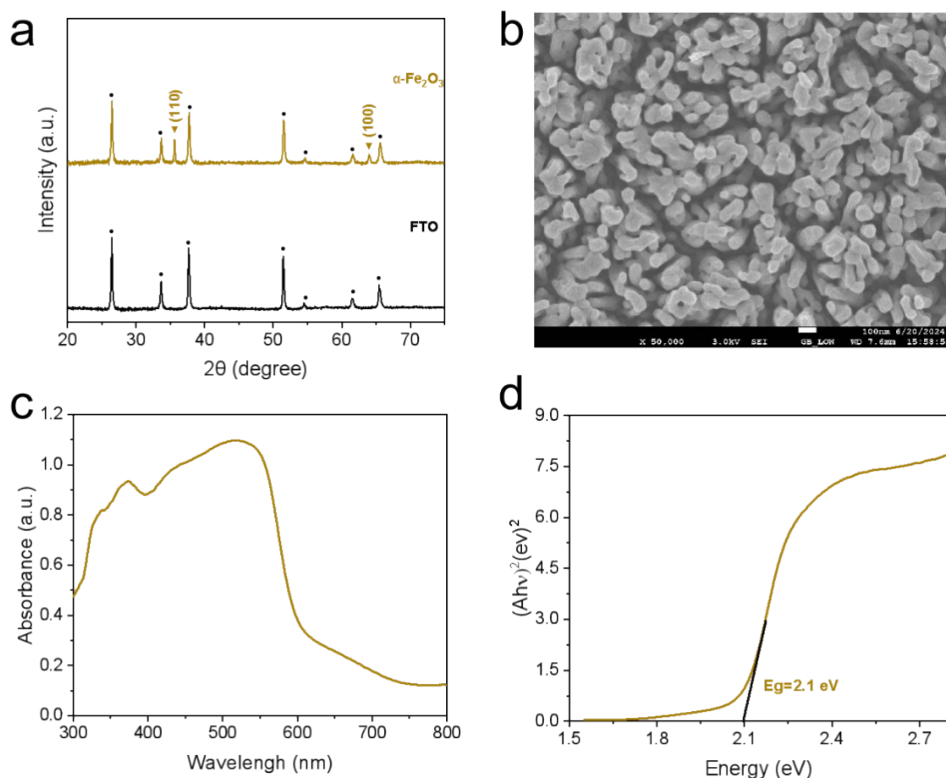 a
α-Fe₂O₃
(110)
(100)
FTO
Intensity (a.u.)
20 30 40 50 60 70
2θ (degree)
b
100nm 6/20/2024
X 50,000 3.0kV SEI GB_LOW WD 7.6mm 15:58:5
c
1.2
1.0
0.8
0.6
0.4
0.2
0.0
Absorbance (a.u.)
300 400 500 600 700 800
Wavelengh (nm)
d
9.0
7.5
6.0
4.5
3.0
1.5
0.0
(Ahν)²(ev)²
Eg=2.1 eV
1.5 1.8 2.1 2.4 2.7
Energy (eV)